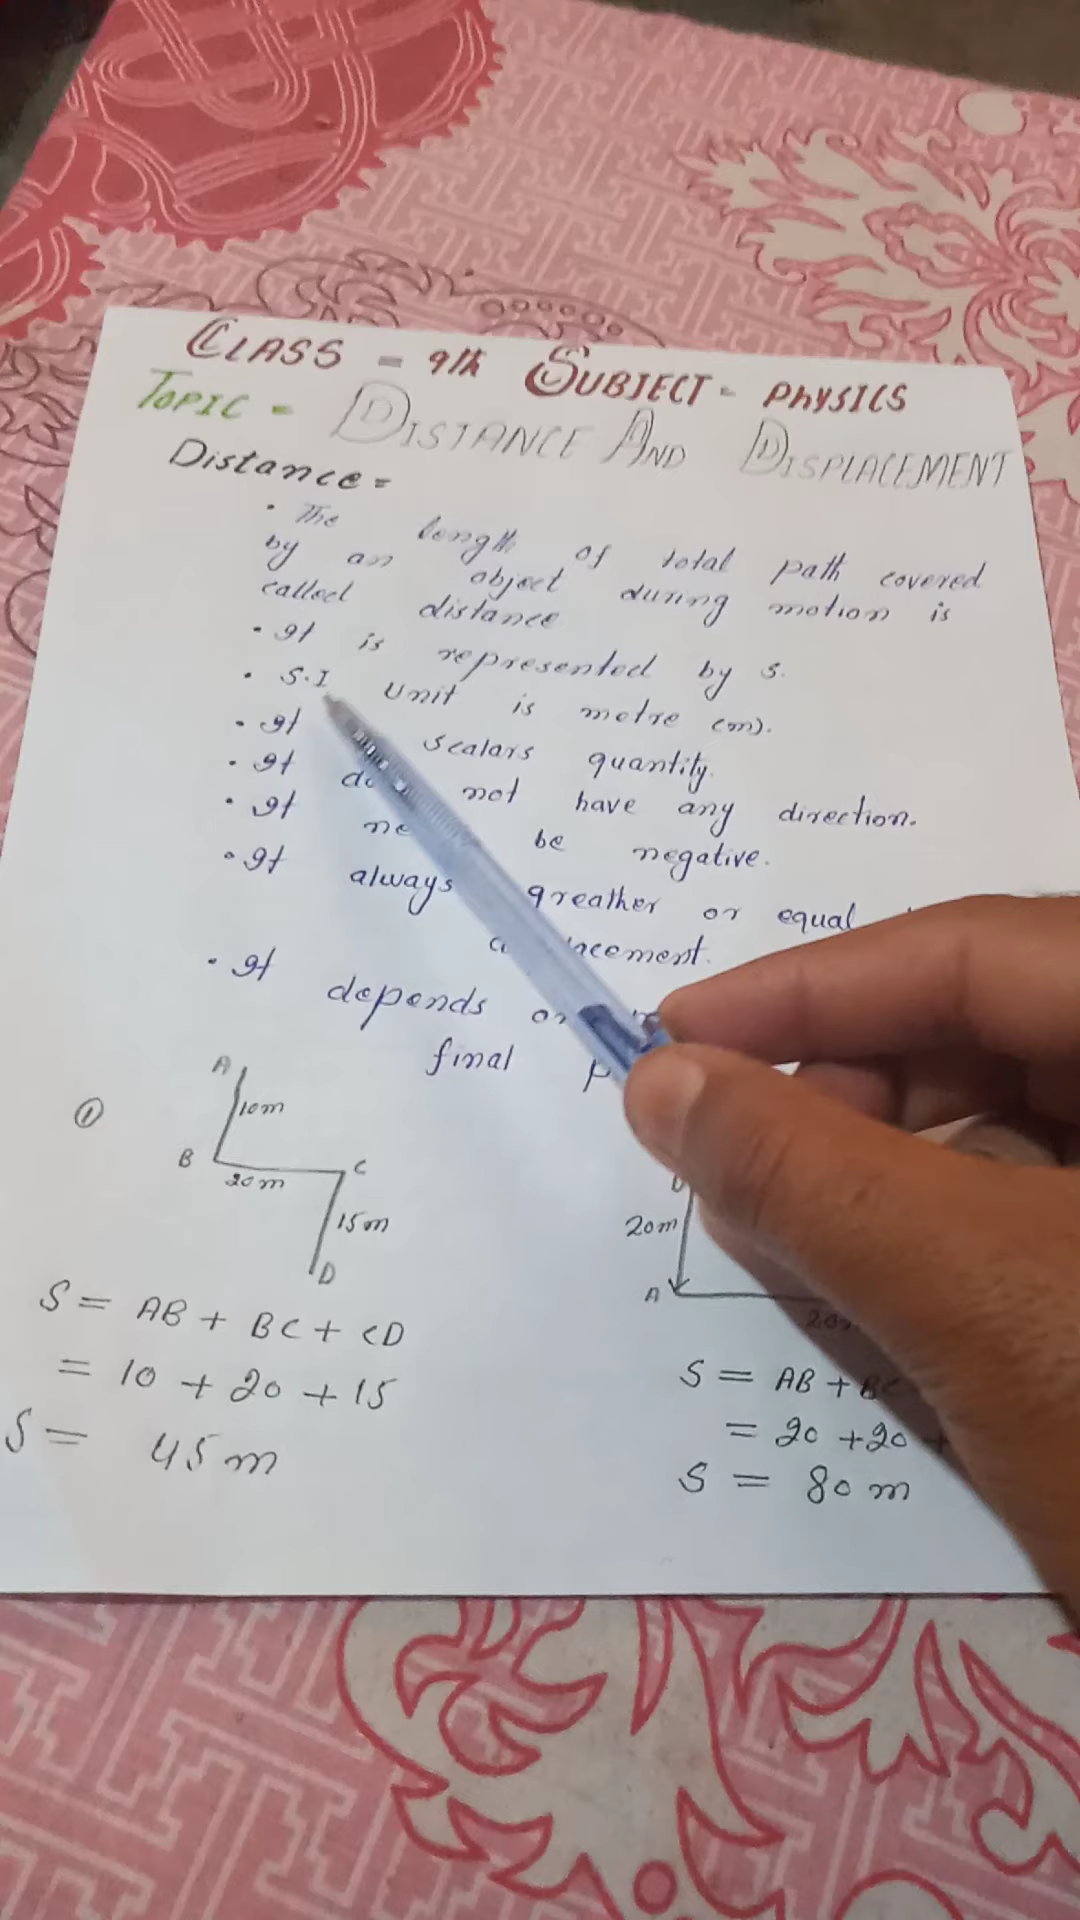 CLASS = 9th SUBJECT = PHYSICS
TOPIC = DISTANCE AND DISPLACEMENT
Distance =
• The length of total path covered
by an object during motion is
called distance
• It is represented by s.
• S.I Unit is metre (m).
• It scalars quantity.
• It not have any direction.
• It be negative.
• It always greather or equal
• It depends on
final
① A
10m
B 20m C
15m
D
S = AB + BC + CD
= 10 + 20 + 15
S = 45 m
20m
A
S = AB + BC
= 20 + 20 +
S = 80 m